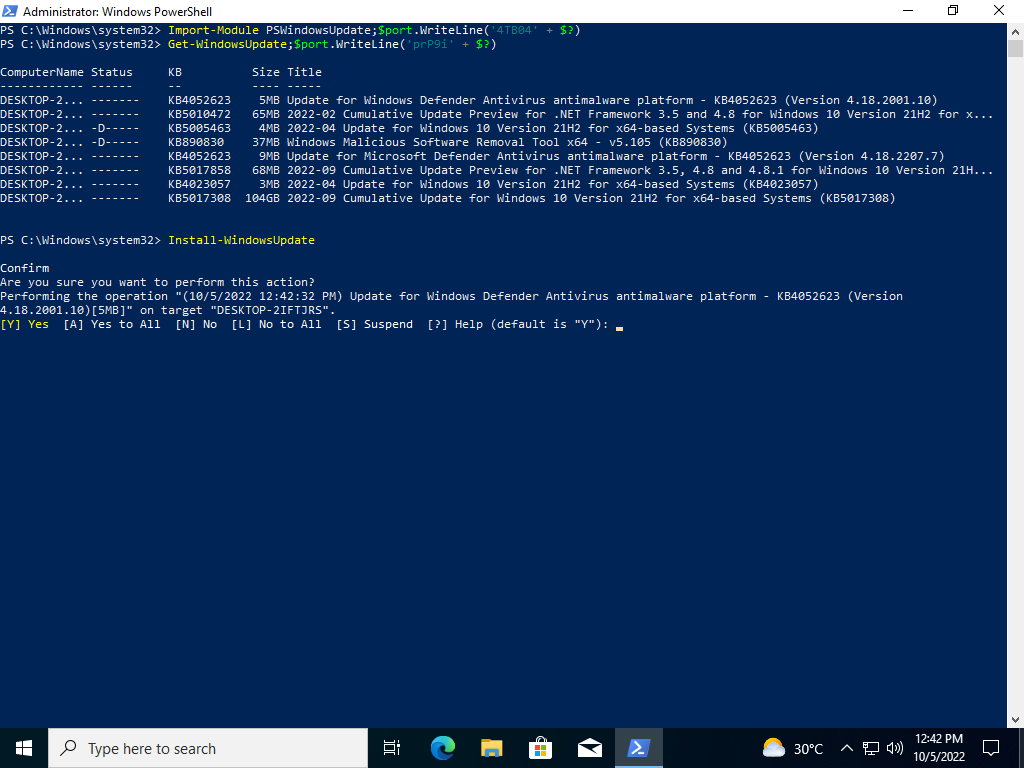 Administrator: Windows PowerShell
PS C:\Windows\system32> Import-Module PSWindowsUpdate;$port.WriteLine('4TB04' + $?)
PS C:\Windows\system32> Get-WindowsUpdate;$port.WriteLine('prP9i' + $?)
ComputerName Status     KB          Size Title
------------ ------     --          ---- -----
DESKTOP-2... -------    KB4052623    5MB Update for Windows Defender Antivirus antimalware platform - KB4052623 (Version 4.18.2001.10)
DESKTOP-2... -------    KB5010472   65MB 2022-02 Cumulative Update Preview for .NET Framework 3.5 and 4.8 for Windows 10 Version 21H2 for x...
DESKTOP-2... -D-----    KB5005463    4MB 2022-04 Update for Windows 10 Version 21H2 for x64-based Systems (KB5005463)
DESKTOP-2... -D-----    KB890830    37MB Windows Malicious Software Removal Tool x64 - v5.105 (KB890830)
DESKTOP-2... -------    KB4052623    9MB Update for Microsoft Defender Antivirus antimalware platform - KB4052623 (Version 4.18.2207.7)
DESKTOP-2... -------    KB5017858   68MB 2022-09 Cumulative Update Preview for .NET Framework 3.5, 4.8 and 4.8.1 for Windows 10 Version 21H...
DESKTOP-2... -------    KB4023057    3MB 2022-04 Update for Windows 10 Version 21H2 for x64-based Systems (KB4023057)
DESKTOP-2... -------    KB5017308  104GB 2022-09 Cumulative Update for Windows 10 Version 21H2 for x64-based Systems (KB5017308)
PS C:\Windows\system32> Install-WindowsUpdate
Confirm
Are you sure you want to perform this action?
Performing the operation "(10/5/2022 12:42:32 PM) Update for Windows Defender Antivirus antimalware platform - KB4052623 (Version
4.18.2001.10)[5MB]" on target "DESKTOP-2IFTJRS".
[Y] Yes  [A] Yes to All  [N] No  [L] No to All  [S] Suspend  [?] Help (default is "Y"):
Type here to search
30°C
12:42 PM
10/5/2022